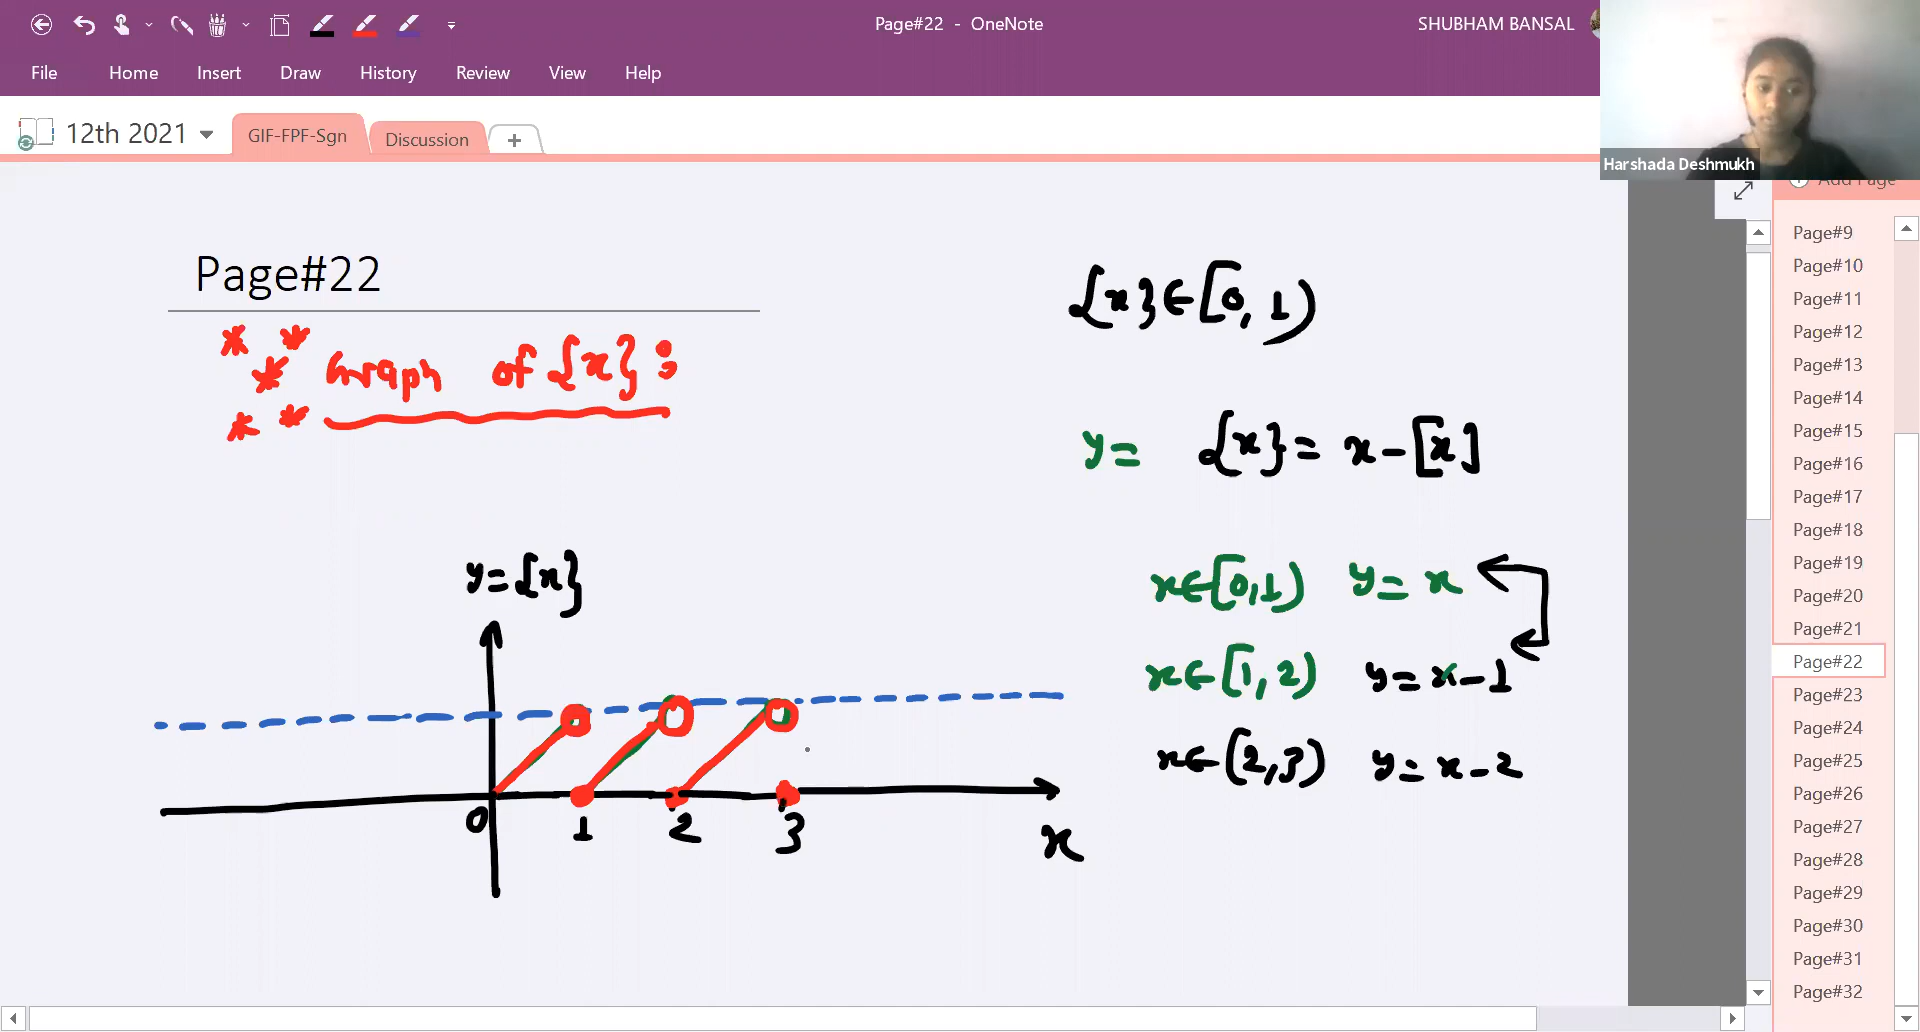 Page#22 - OneNote
SHUBHAM BANSAL
File Home Insert Draw History Review View Help
Harshada Deshmukh
12th 2021
GIF-FPF-Sgn
Discussion
+
Add Page
Page#22
Graph of {x} :
{x} ∈ [0, 1)
y = {x} = x - [x]
x ∈ [0,1) y = x
x ∈ [1, 2) y = x - 1
x ∈ [2, 3) y = x - 2
y = {x}
0 1 2 3
x
Page#9
Page#10
Page#11
Page#12
Page#13
Page#14
Page#15
Page#16
Page#17
Page#18
Page#19
Page#20
Page#21
Page#22
Page#23
Page#24
Page#25
Page#26
Page#27
Page#28
Page#29
Page#30
Page#31
Page#32